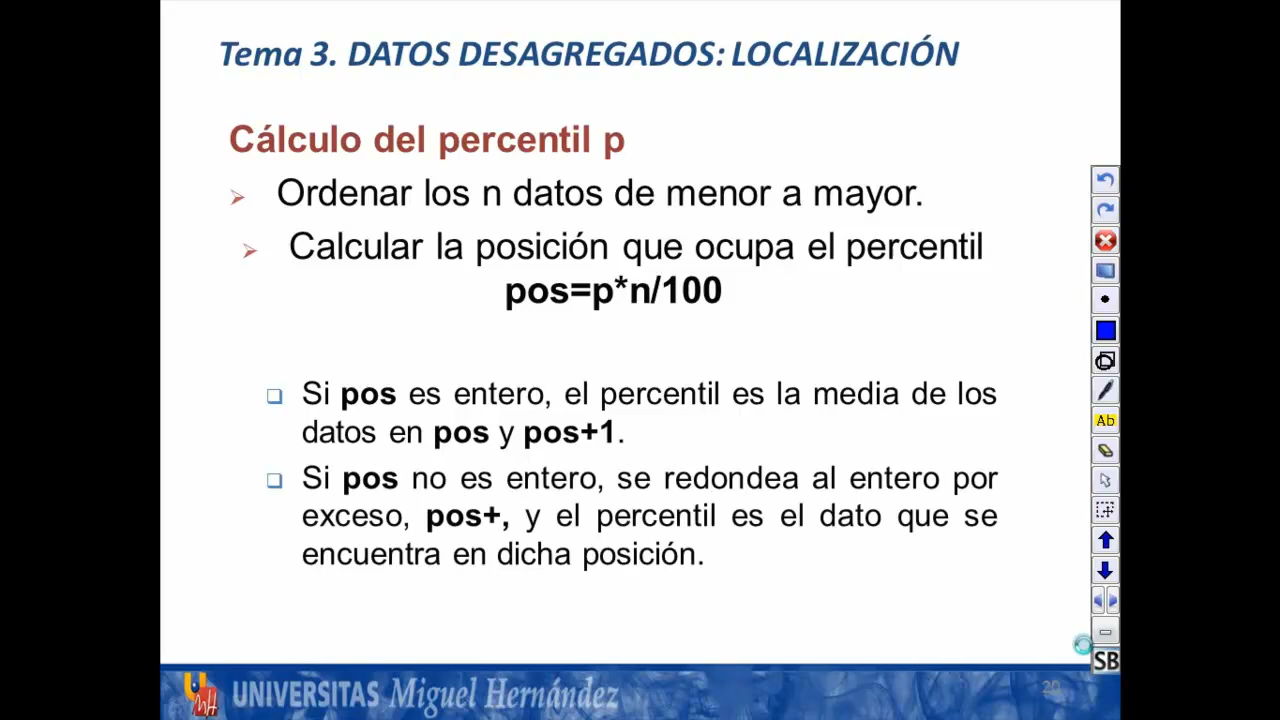 Tema 3. DATOS DESAGREGADOS: LOCALIZACIÓN
Cálculo del percentil p
Ordenar los n datos de menor a mayor.
Calcular la posición que ocupa el percentil
pos=p*n/100
Si pos es entero, el percentil es la media de los
datos en pos y pos+1.
Si pos no es entero, se redondea al entero por
exceso, pos+, y el percentil es el dato que se
encuentra en dicha posición.
Ab
SB
UNIVERSITAS Miguel Hernández
20